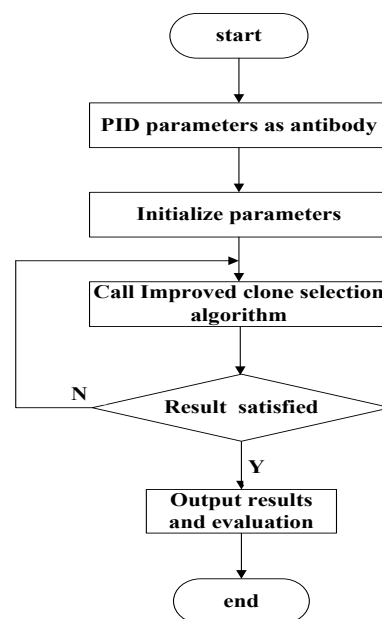 start
PID parameters as antibody
Initialize parameters
Call Improved clone selection
algorithm
N
Result satisfied
Y
Output results
and evaluation
end